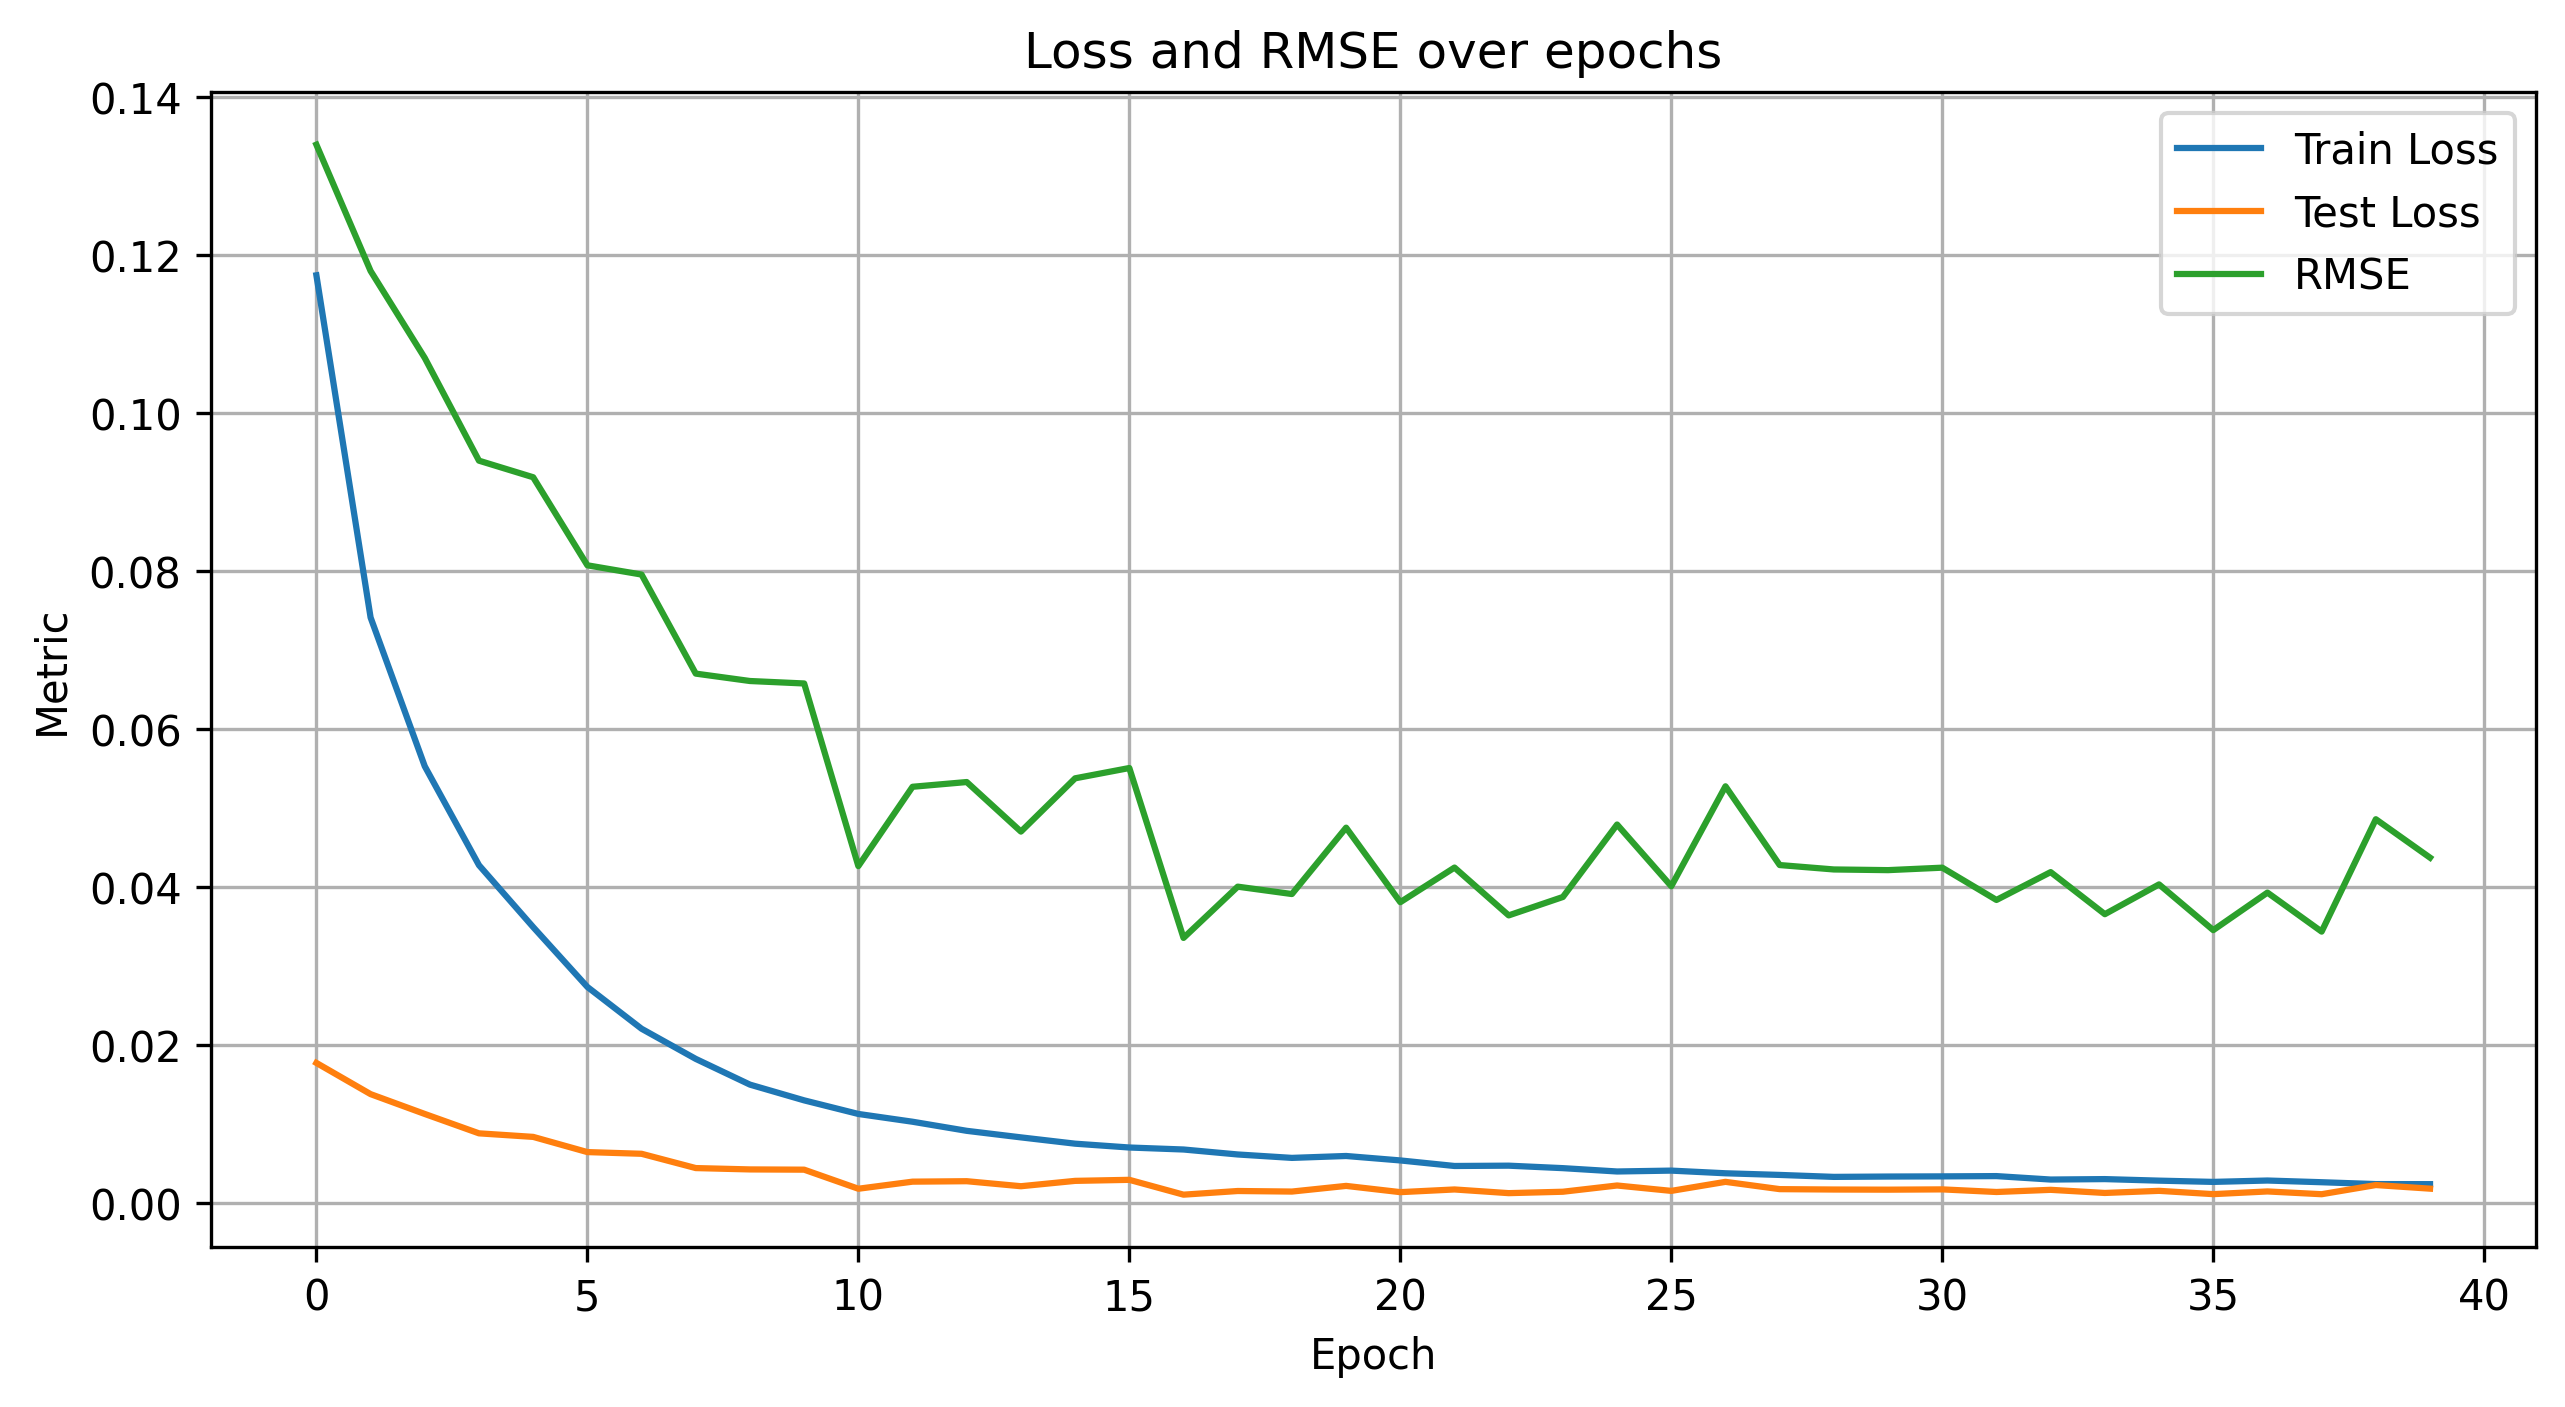 Loss and RMSE over epochs
Train Loss
Test Loss
RMSE
Metric
0.14
0.12
0.10
0.08
0.06
0.04
0.02
0.00
0 5 10 15 20 25 30 35 40
Epoch